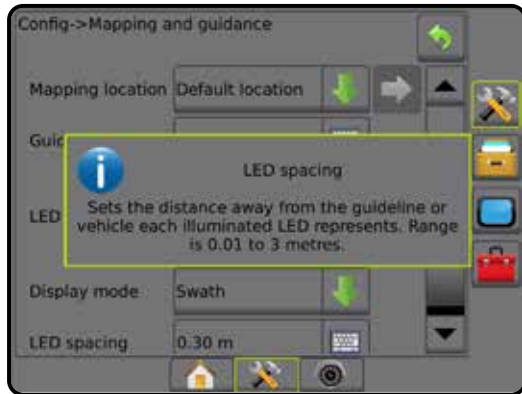 Config->Mapping and guidance
Mapping location Default location
Guid
LED spacing
Sets the distance away from the guideline or
LED
vehicle each illuminated LED represents. Range
is 0.01 to 3 metres.
Display mode Swath
LED spacing 0.30 m